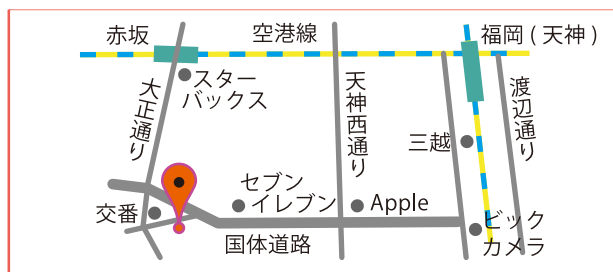 赤坂
空港線
福岡(天神)
スター
バックス
大正通り
天神西通り
渡辺通り
三越
セブン
イレブン
Apple
交番
国体道路
ビック
カメラ